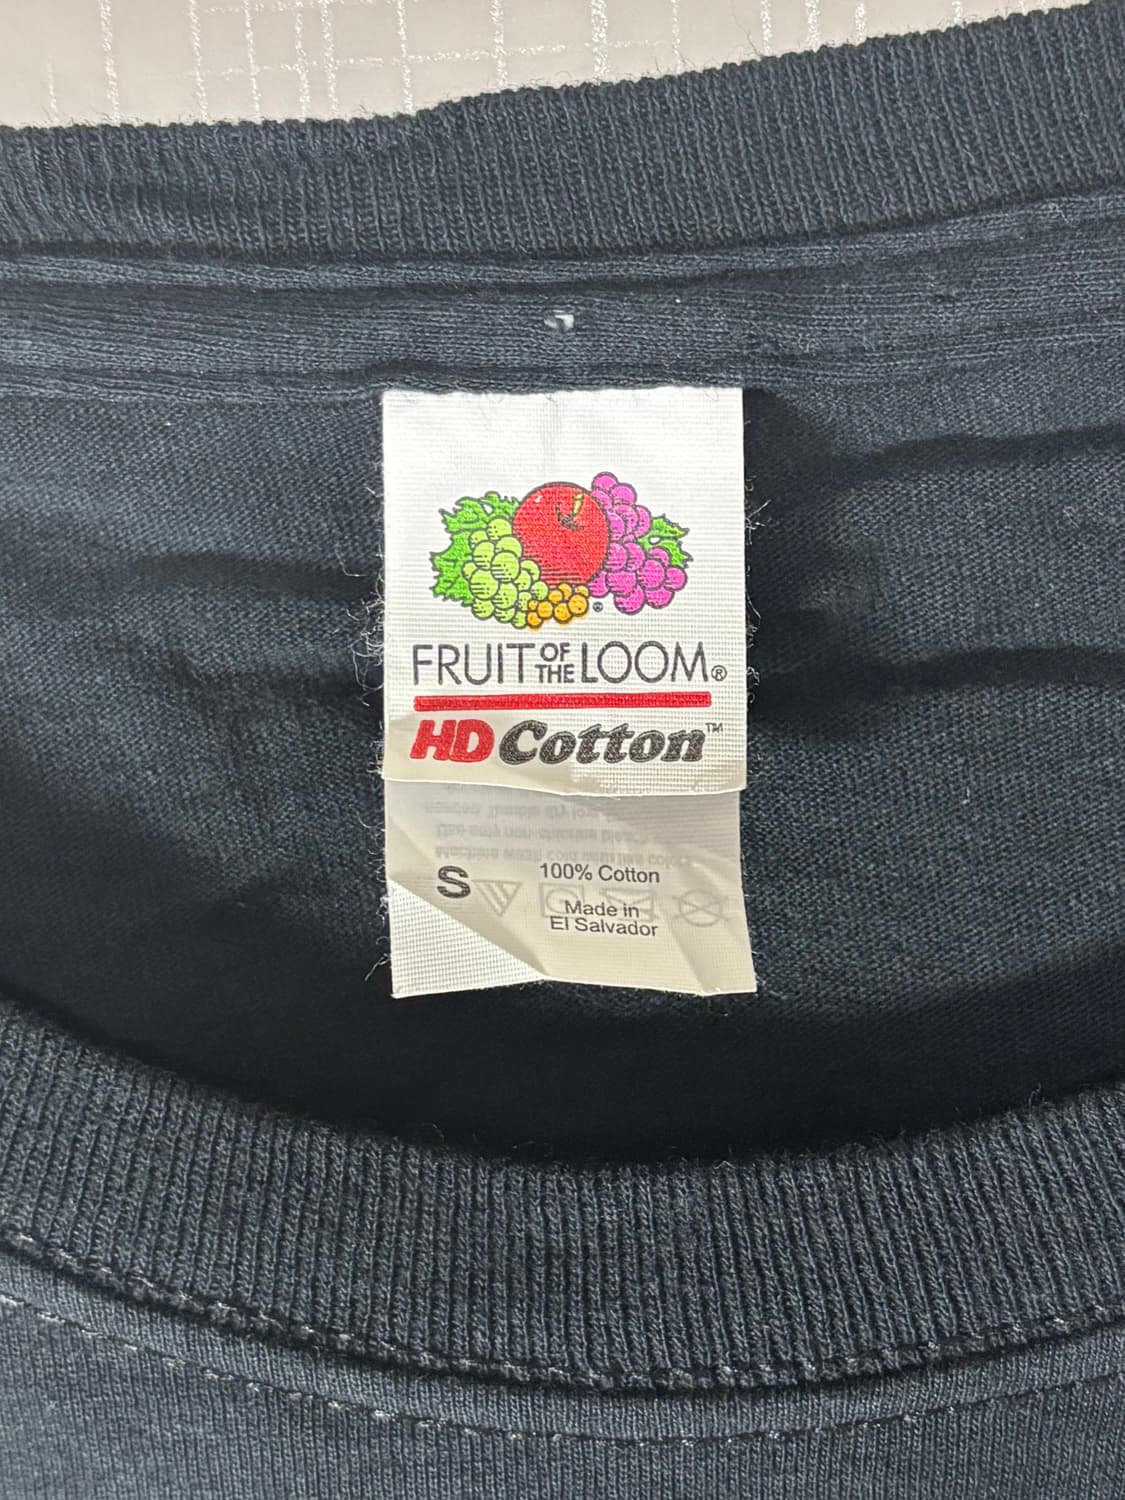 FRUIT OF THE LOOM®
HD Cotton™
S
100% Cotton
Made in
El Salvador